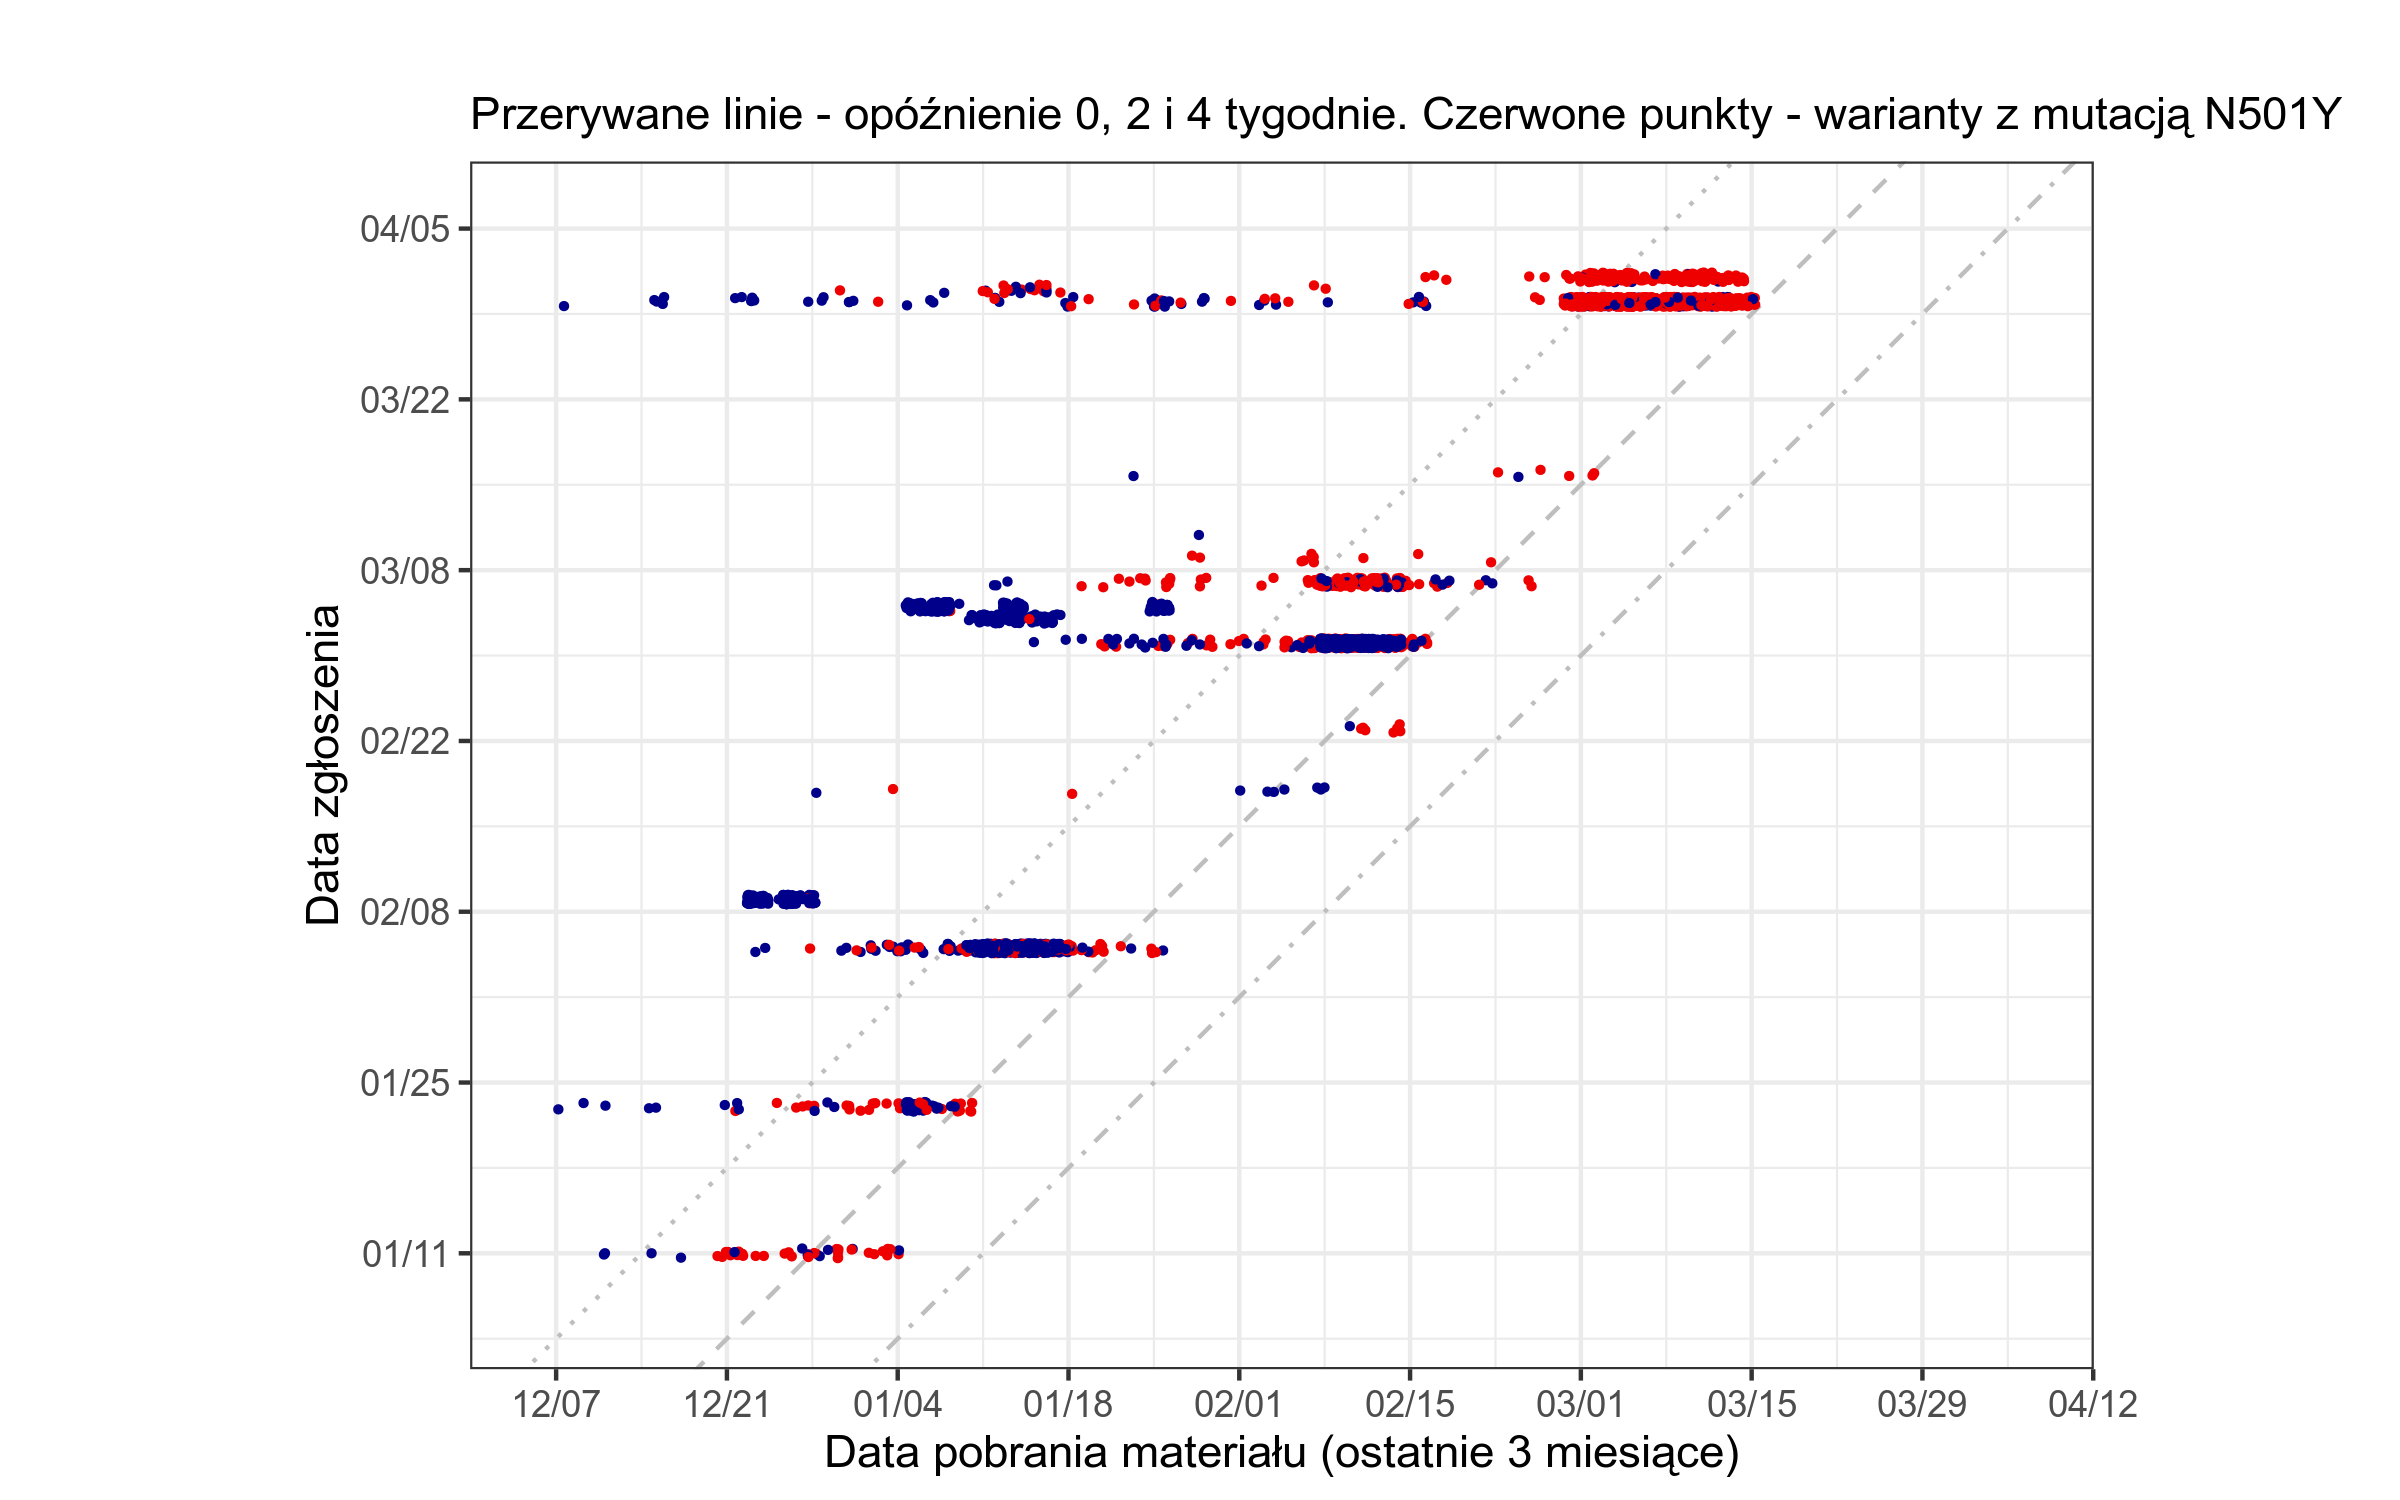 Przerywane linie - opóźnienie 0, 2 i 4 tygodnie. Czerwone punkty - warianty z mutacją N501Y
Data zgłoszenia
04/05
03/22
03/08
02/22
02/08
01/25
01/11
12/07 12/21 01/04 01/18 02/01 02/15 03/01 03/15 03/29 04/12
Data pobrania materiału (ostatnie 3 miesiące)